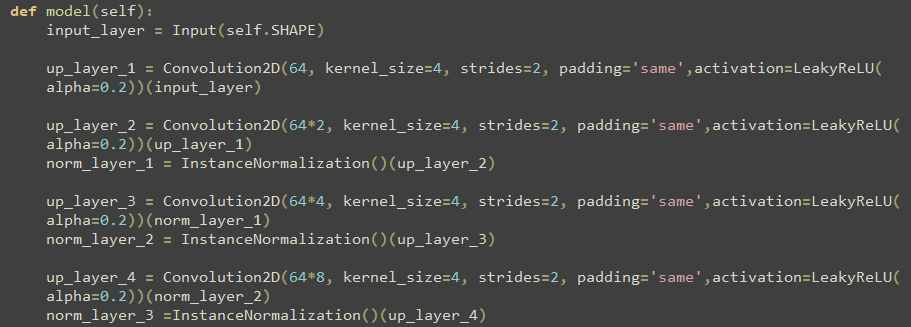 def model(self):
input_layer = Input(self.SHAPE)
up_layer_1 = Convolution2D(64, kernel_size=4, strides=2, padding='same',activation=LeakyReLU(
alpha=0.2))(input_layer)
up_layer_2 = Convolution2D(64*2, kernel_size=4, strides=2, padding='same',activation=LeakyReLU(
alpha=0.2))(up_layer_1)
norm_layer_1 = InstanceNormalization()(up_layer_2)
up_layer_3 = Convolution2D(64*4, kernel_size=4, strides=2, padding='same',activation=LeakyReLU(
alpha=0.2))(norm_layer_1)
norm_layer_2 = InstanceNormalization()(up_layer_3)
up_layer_4 = Convolution2D(64*8, kernel_size=4, strides=2, padding='same',activation=LeakyReLU(
alpha=0.2))(norm_layer_2)
norm_layer_3 =InstanceNormalization()(up_layer_4)